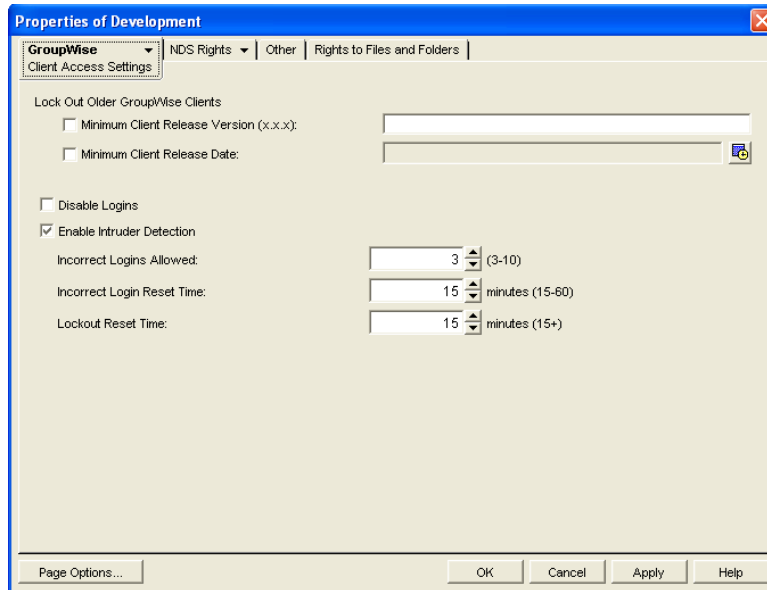 Properties of Development
GroupWise NDS Rights Other Rights to Files and Folders
Client Access Settings
Lock Out Older GroupWise Clients
Minimum Client Release Version (x.x.x):
Minimum Client Release Date:
Disable Logins
Enable Intruder Detection
Incorrect Logins Allowed: 3 (3-10)
Incorrect Login Reset Time: 15 minutes (15-60)
Lockout Reset Time: 15 minutes (15+)
Page Options... OK Cancel Apply Help